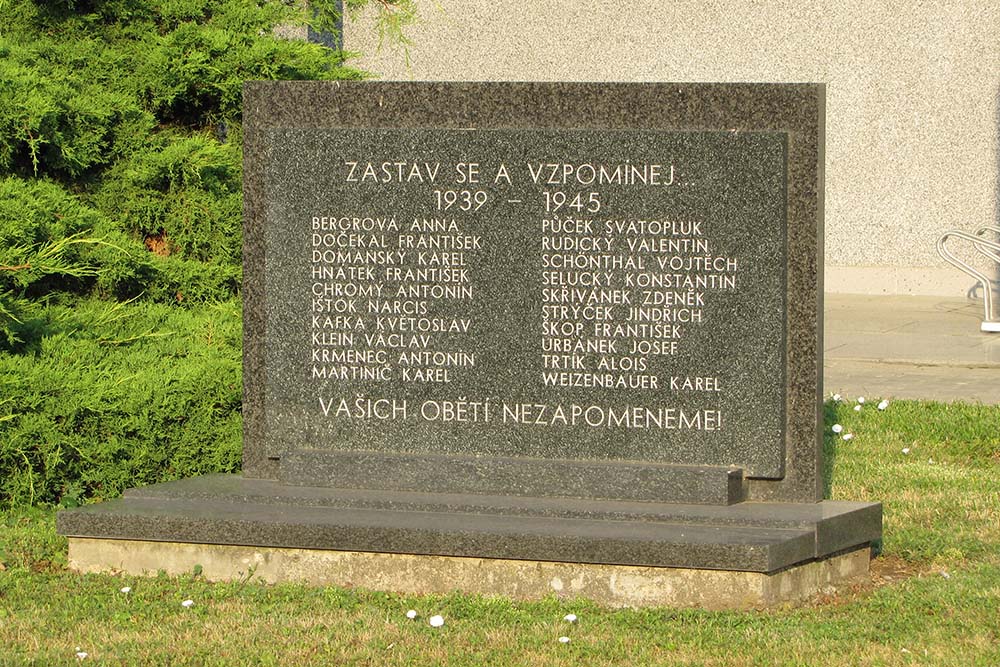 ZASTAV SE A VZPOMÍNEJ...
1939 – 1945
BERGROVÁ ANNA
DOČEKAL FRANTIŠEK
DOMANSKÝ KAREL
HNÁTEK FRANTIŠEK
CHROMÝ ANTONÍN
IŠTOK NARCIS
KAFKA KVĚTOSLAV
KLEIN VÁCLAV
KRMENEC ANTONÍN
MARTINIČ KAREL
PŮČEK SVATOPLUK
RUDICKÝ VALENTIN
SCHÖNTHAL VOJTĚCH
SELUCKÝ KONSTANTIN
SKŘIVÁNEK ZDENĚK
STRÝČEK JINDŘICH
ŠKOP FRANTIŠEK
URBÁNEK JOSEF
TRTÍK ALOIS
WEIZENBAUER KAREL
VAŠICH OBĚTÍ NEZAPOMENEME!